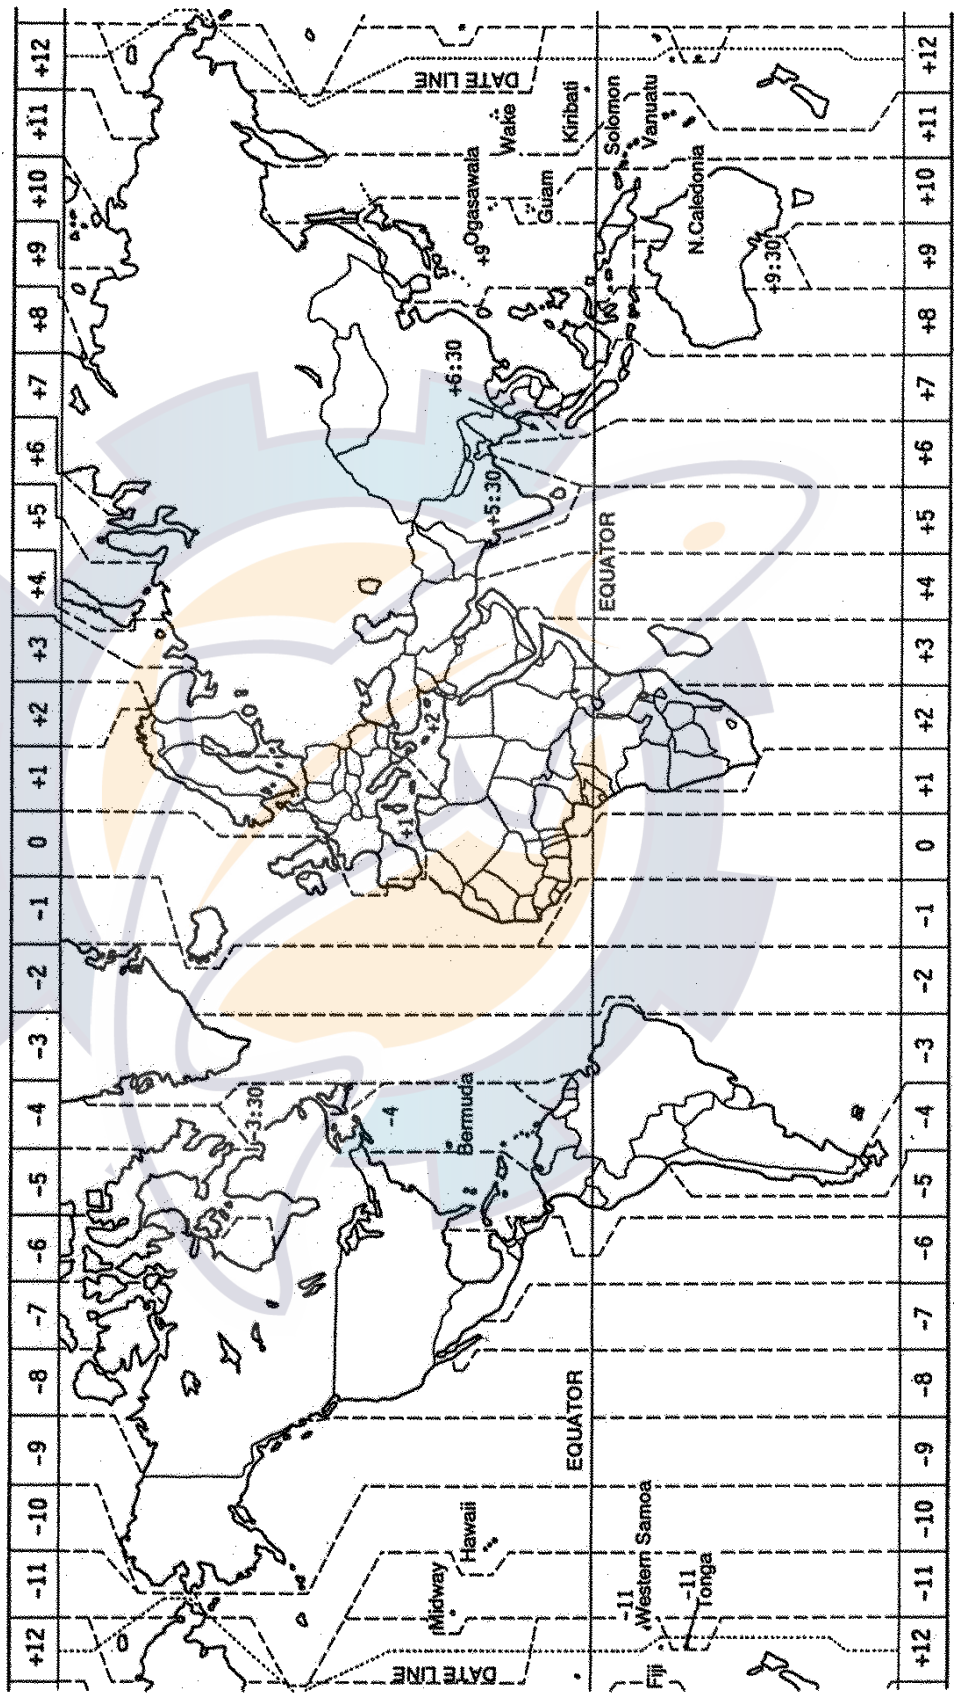 +12 -11 -10 -9 -8 -7 -6 -5 -4 -3 -2 -1 0 +1 +2 +3 +4 +5 +6 +7 +8 +9 +10 +11 +12
-3:30
-4
+1
+2
Midway
DATE LINE
+6:30
DATE LINE
Hawaii
Bermuda
Ogasawala
+9
+5:30
Wake
Guam
Kiribati
EQUATOR
EQUATOR
Solomon
-11
Western Samoa
Vanuatu
Fiji
-11
Tonga
N.Caledonia
+9:30
+12 -11 -10 -9 -8 -7 -6 -5 -4 -3 -2 -1 0 +1 +2 +3 +4 +5 +6 +7 +8 +9 +10 +11 +12